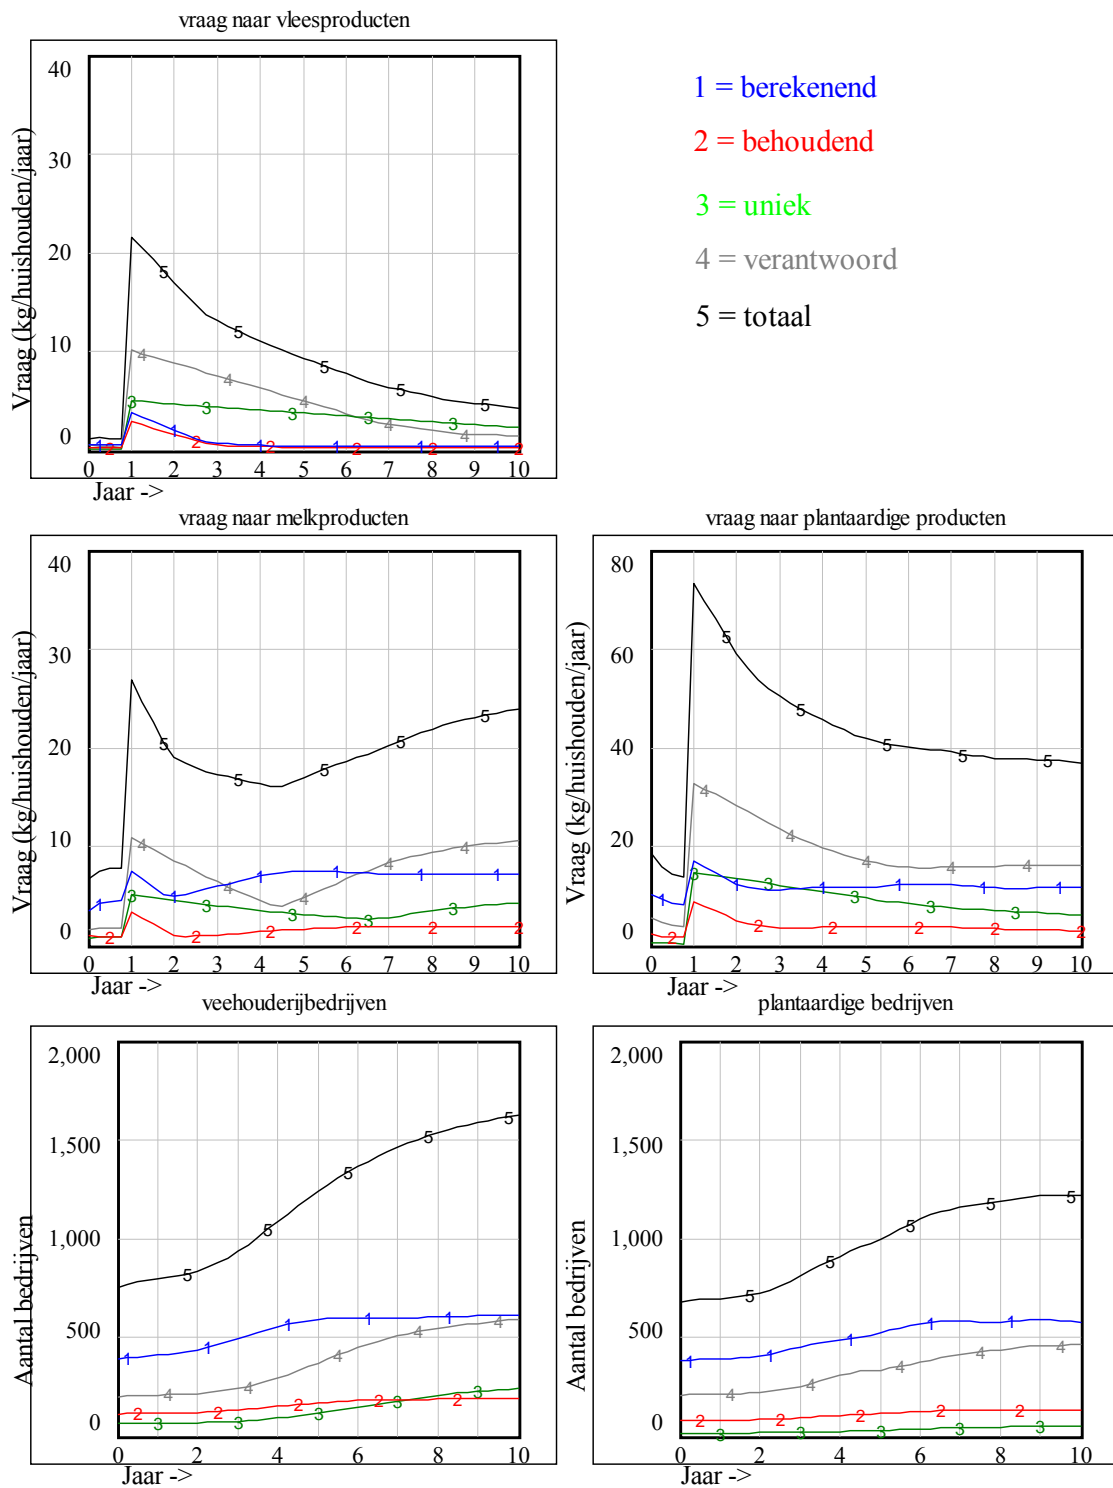 vraag naar vleesproducten
Vraag (kg/huishouden/jaar)
40
30
20
10
0
0 1 2 3 4 5 6 7 8 9 10
Jaar ->
1 = berekenend
2 = behoudend
3 = uniek
4 = verantwoord
5 = totaal
vraag naar melkproducten
Vraag (kg/huishouden/jaar)
40
30
20
10
0
0 1 2 3 4 5 6 7 8 9 10
Jaar ->
vraag naar plantaardige producten
Vraag (kg/huishouden/jaar)
80
60
40
20
0
0 1 2 3 4 5 6 7 8 9 10
Jaar ->
veehouderijbedrijven
Aantal bedrijven
2,000
1,500
1,000
500
0
0 2 4 6 8 10
Jaar ->
plantaardige bedrijven
Aantal bedrijven
2,000
1,500
1,000
500
0
0 2 4 6 8 10
Jaar ->